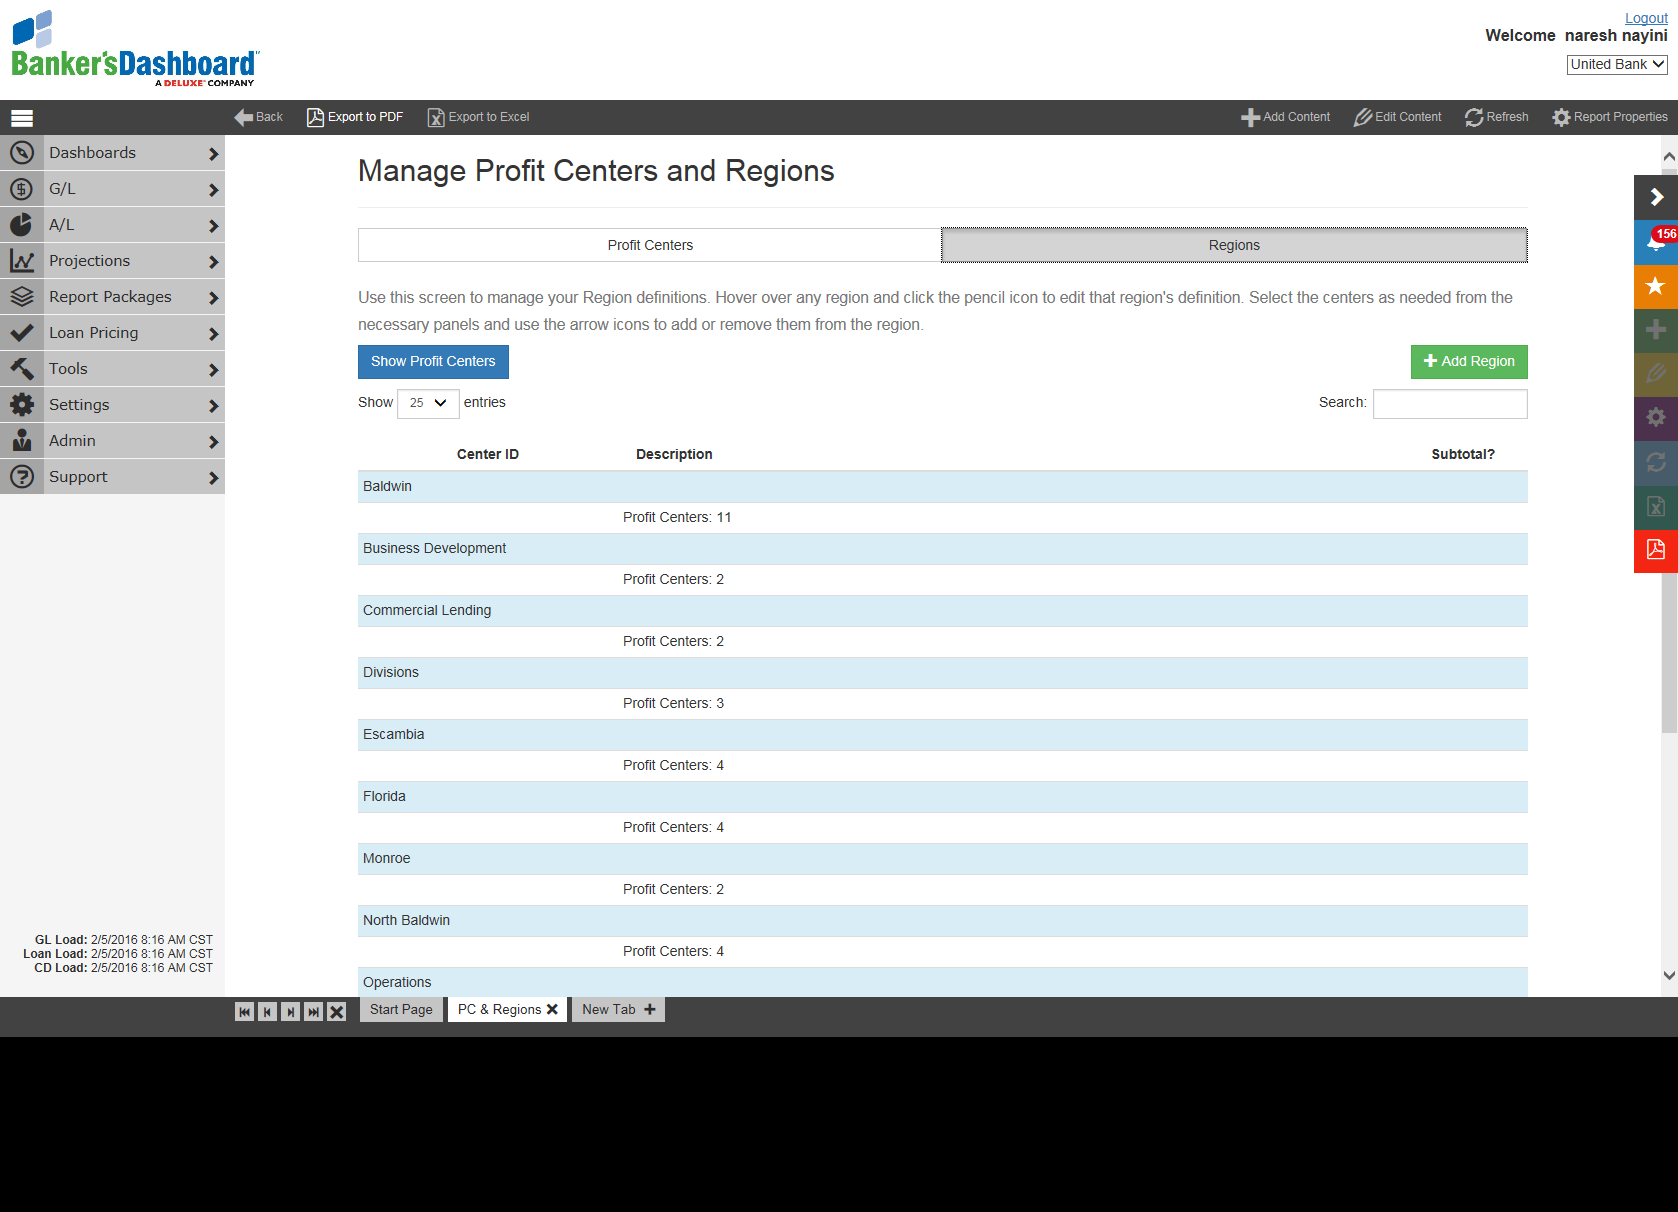 Banker'sDashboard
A DELUXE COMPANY
Logout
Welcome naresh nayini
United Bank
Back
Export to PDF
Export to Excel
Add Content
Edit Content
Refresh
Report Properties
Dashboards
G/L
A/L
Projections
Report Packages
Loan Pricing
Tools
Settings
Admin
Support
GL Load: 2/5/2016 8:16 AM CST
Loan Load: 2/5/2016 8:16 AM CST
CD Load: 2/5/2016 8:16 AM CST
Manage Profit Centers and Regions
Profit Centers
Regions
Use this screen to manage your Region definitions. Hover over any region and click the pencil icon to edit that region's definition. Select the centers as needed from the
necessary panels and use the arrow icons to add or remove them from the region.
Show Profit Centers
Add Region
Show 25 entries
Search:
Center ID Description Subtotal?
Baldwin
Profit Centers: 11
Business Development
Profit Centers: 2
Commercial Lending
Profit Centers: 2
Divisions
Profit Centers: 3
Escambia
Profit Centers: 4
Florida
Profit Centers: 4
Monroe
Profit Centers: 2
North Baldwin
Profit Centers: 4
Operations
156
Start Page
PC & Regions
New Tab